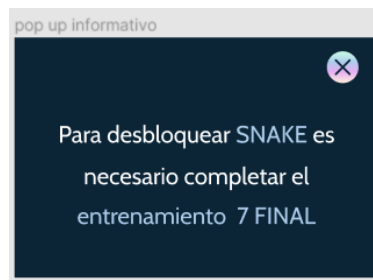 pop up informativo
Para desbloquear SNAKE es
necesario completar el
entrenamiento 7 FINAL